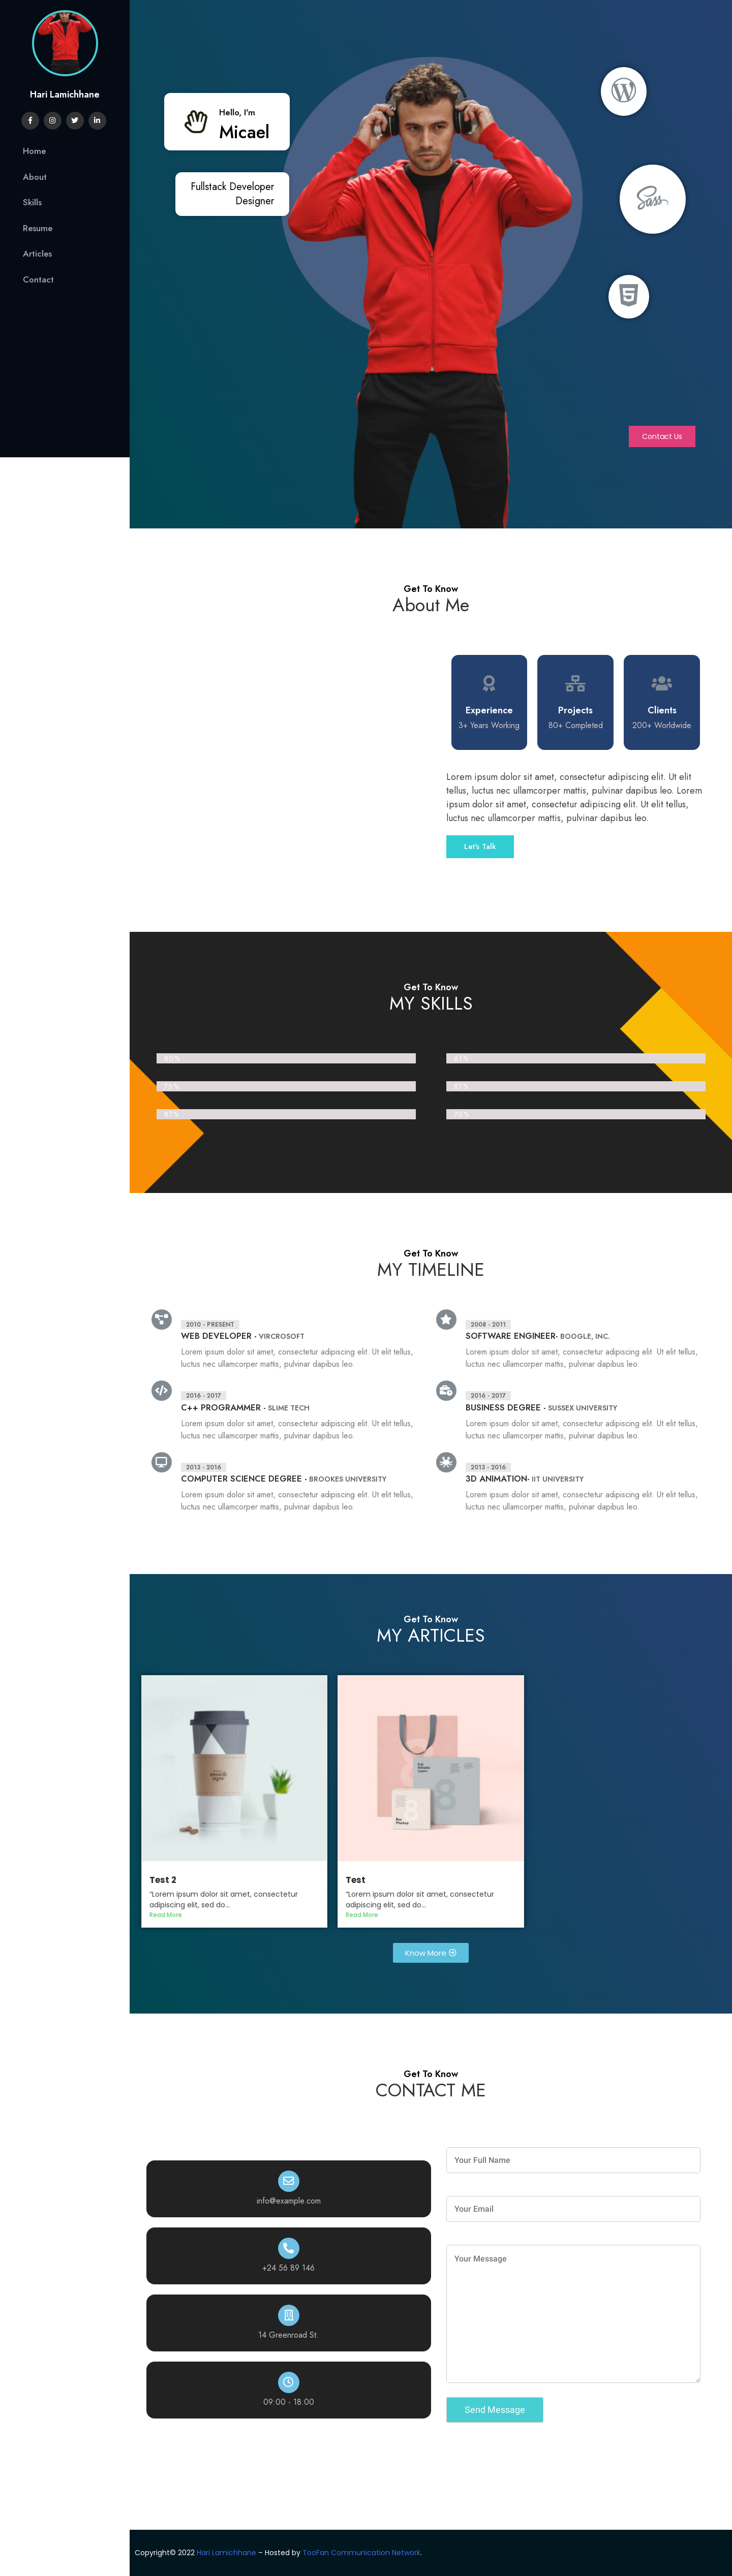 Hari Lamichhane
Home
About
Skills
Resume
Articles
Contact
Hello, I'm
Micael
Fullstack Developer
Designer
Sass
Contact Us
Get To Know
About Me
Experience
3+ Years Working
Projects
80+ Completed
Clients
200+ Worldwide
Lorem ipsum dolor sit amet, consectetur adipiscing elit. Ut elit
tellus, luctus nec ullamcorper mattis, pulvinar dapibus leo. Lorem
ipsum dolor sit amet, consectetur adipiscing elit. Ut elit tellus,
luctus nec ullamcorper mattis, pulvinar dapibus leo.
Let's Talk
Get To Know
MY SKILLS
80%
75%
87%
61%
87%
70%
Get To Know
MY TIMELINE
2010 - PRESENT
WEB DEVELOPER - VIRCROSOFT
Lorem ipsum dolor sit amet, consectetur adipiscing elit. Ut elit tellus,
luctus nec ullamcorper mattis, pulvinar dapibus leo.
2016 - 2017
C++ PROGRAMMER - SLIME TECH
Lorem ipsum dolor sit amet, consectetur adipiscing elit. Ut elit tellus,
luctus nec ullamcorper mattis, pulvinar dapibus leo.
2013 - 2016
COMPUTER SCIENCE DEGREE - BROOKES UNIVERSITY
Lorem ipsum dolor sit amet, consectetur adipiscing elit. Ut elit tellus,
luctus nec ullamcorper mattis, pulvinar dapibus leo.
2008 - 2011
SOFTWARE ENGINEER- BOOGLE, INC.
Lorem ipsum dolor sit amet, consectetur adipiscing elit. Ut elit tellus,
luctus nec ullamcorper mattis, pulvinar dapibus leo.
2016 - 2017
BUSINESS DEGREE - SUSSEX UNIVERSITY
Lorem ipsum dolor sit amet, consectetur adipiscing elit. Ut elit tellus,
luctus nec ullamcorper mattis, pulvinar dapibus leo.
2013 - 2016
3D ANIMATION- IIT UNIVERSITY
Lorem ipsum dolor sit amet, consectetur adipiscing elit. Ut elit tellus,
luctus nec ullamcorper mattis, pulvinar dapibus leo.
Get To Know
MY ARTICLES
Test 2
“Lorem ipsum dolor sit amet, consectetur
adipiscing elit, sed do...
Read More
Test
“Lorem ipsum dolor sit amet, consectetur
adipiscing elit, sed do...
Read More
Know More
Get To Know
CONTACT ME
info@example.com
+24 56 89 146
14 Greenroad St.
09:00 - 18:00
Your Full Name
Your Email
Your Message
Send Message
Copyright© 2022 Hari Lamichhane – Hosted by TooFan Communication Network.